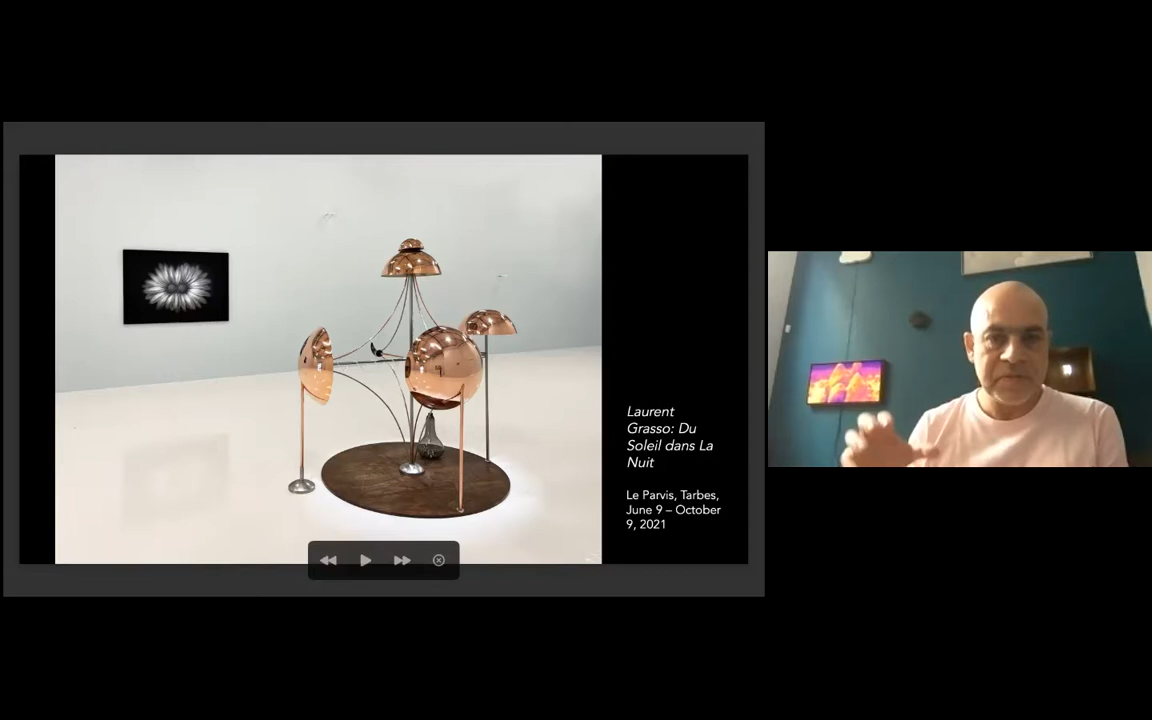 Laurent
Grasso: Du
Soleil dans La
Nuit
Le Parvis, Tarbes,
June 9 – October
9, 2021